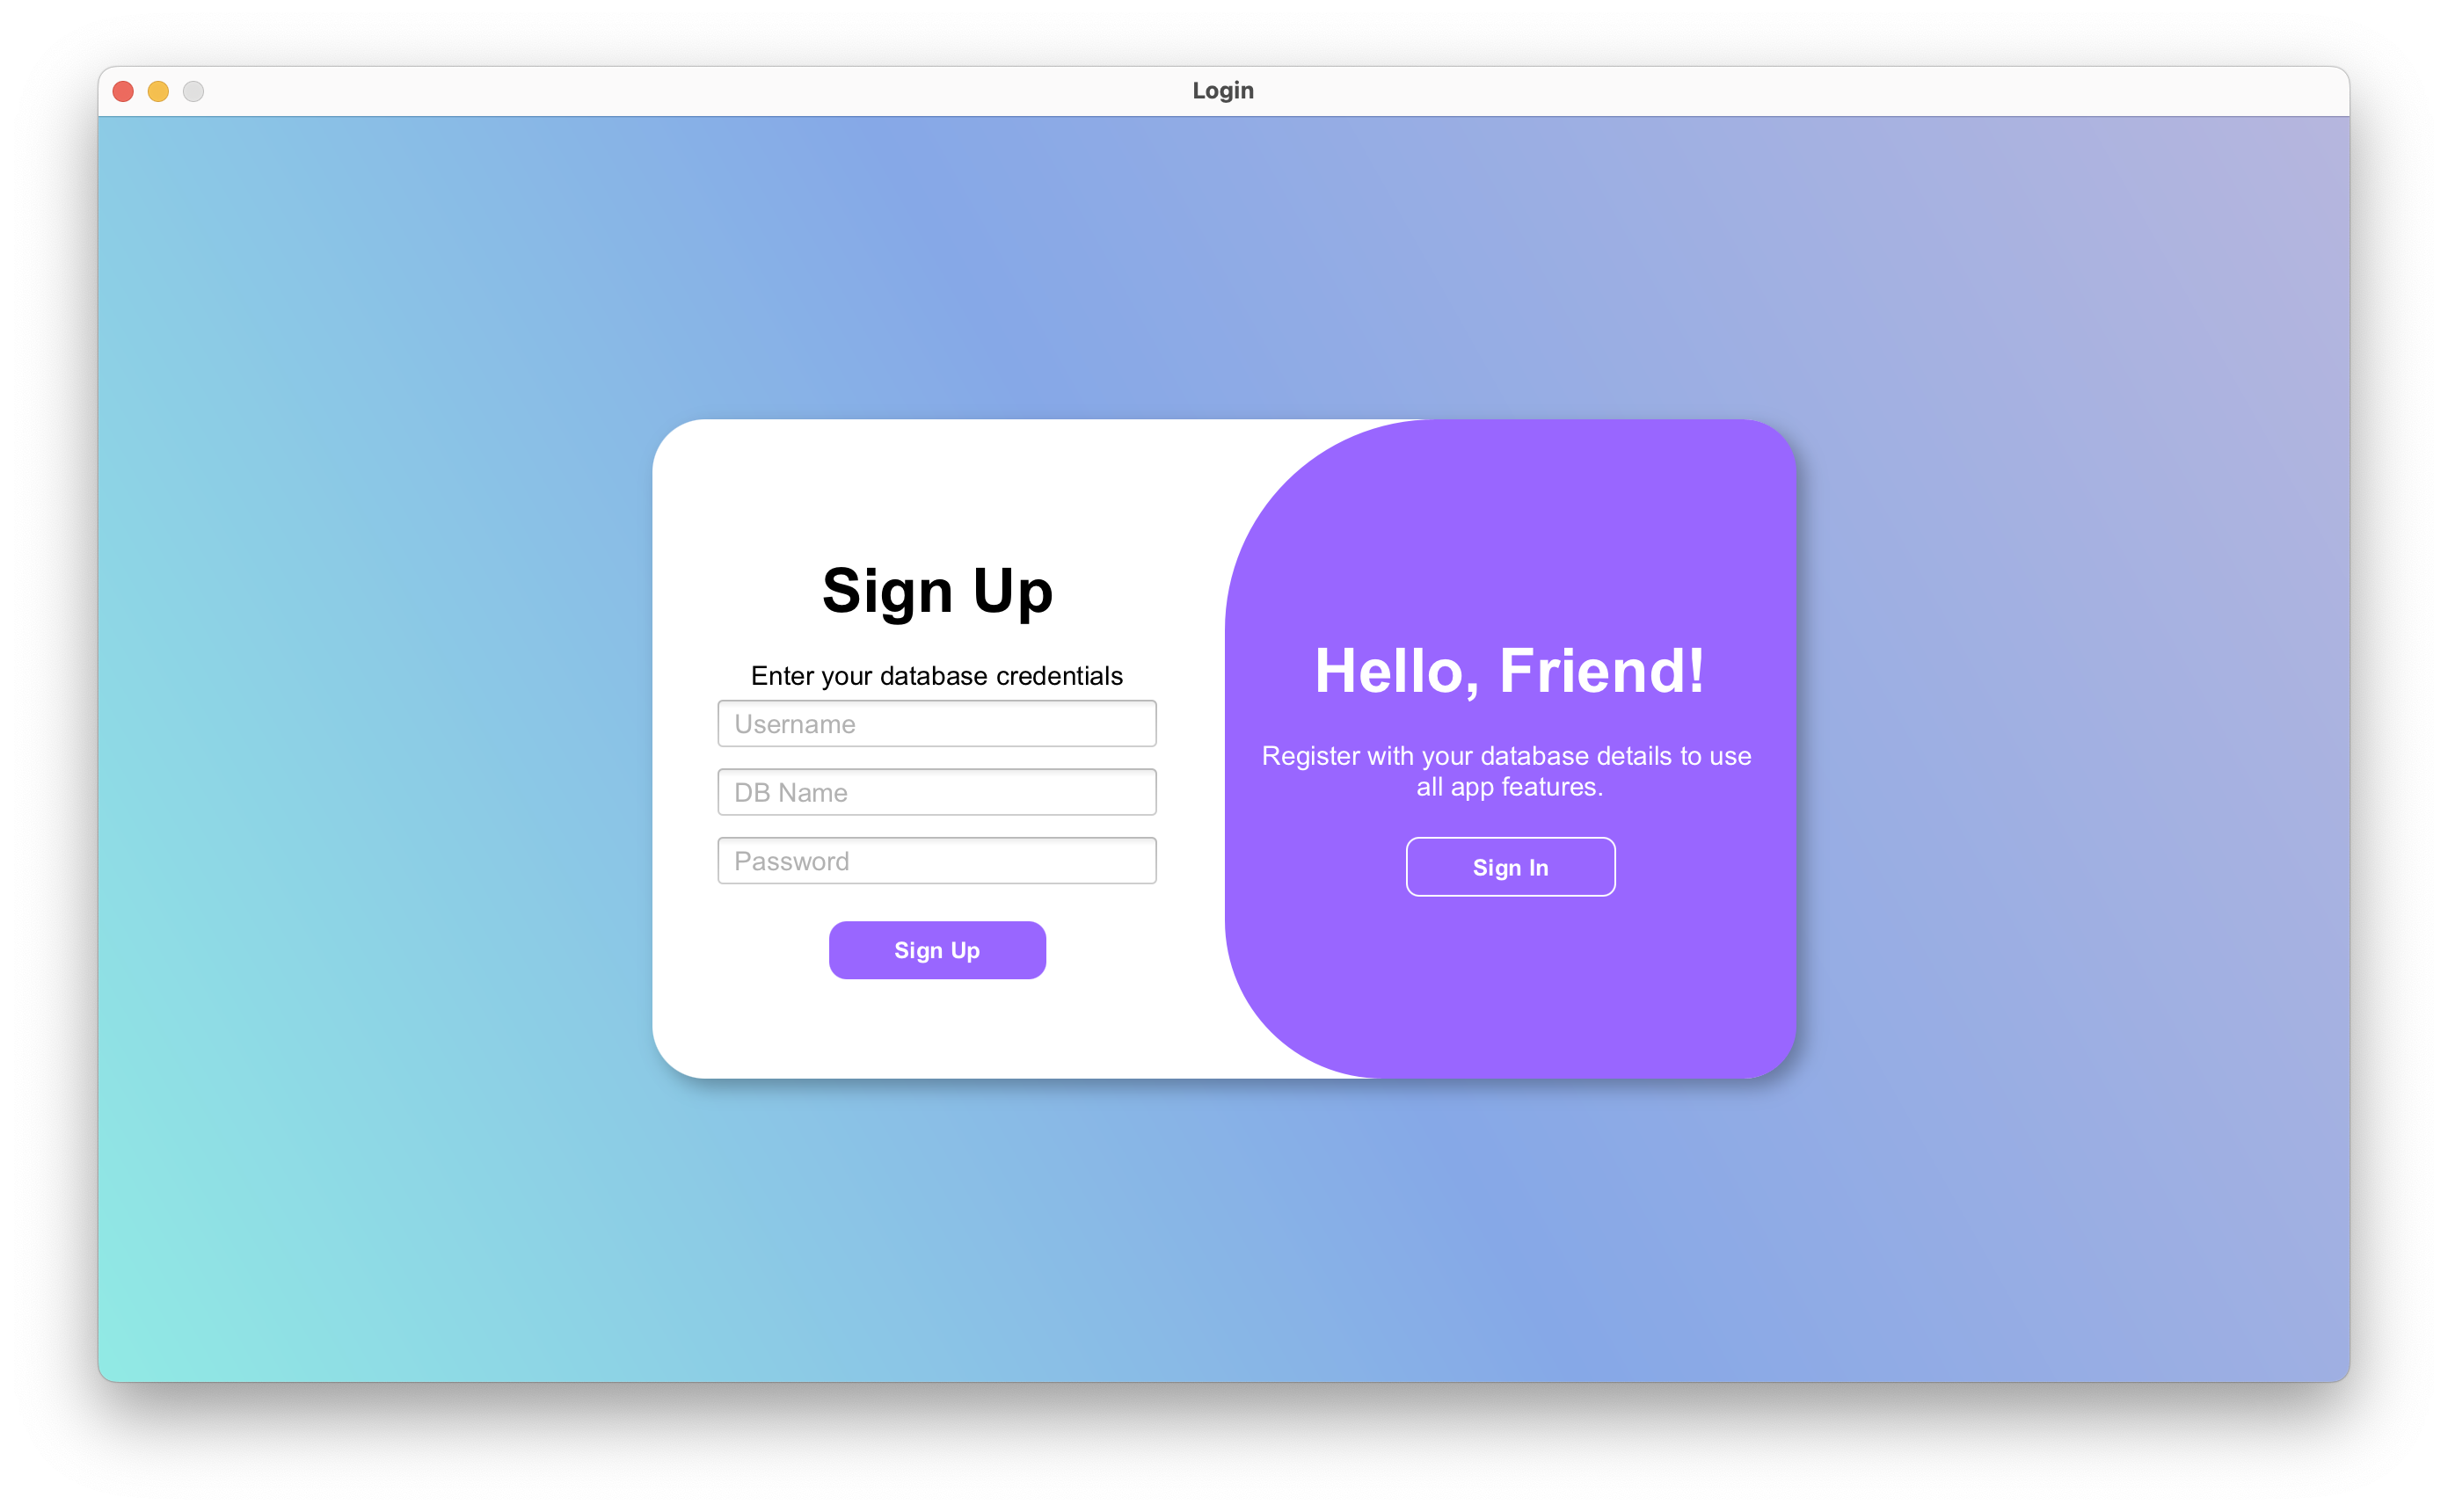 Login
Sign Up
Enter your database credentials
Username
DB Name
Password
Sign Up
Hello, Friend!
Register with your database details to use
all app features.
Sign In